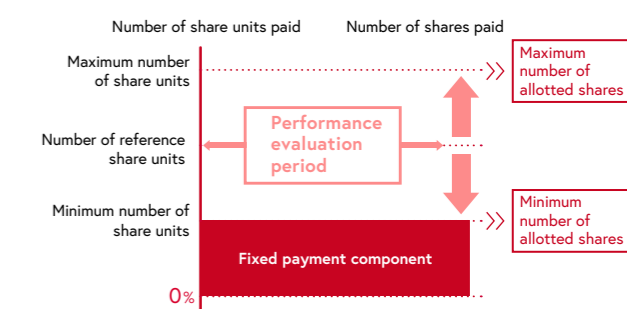 Number of share units paid
Number of shares paid
Maximum number
of share units
Maximum
number of
allotted shares
Number of reference
share units
Performance
evaluation
period
Minimum number of
share units
Minimum
number of
allotted shares
Fixed payment component
0%